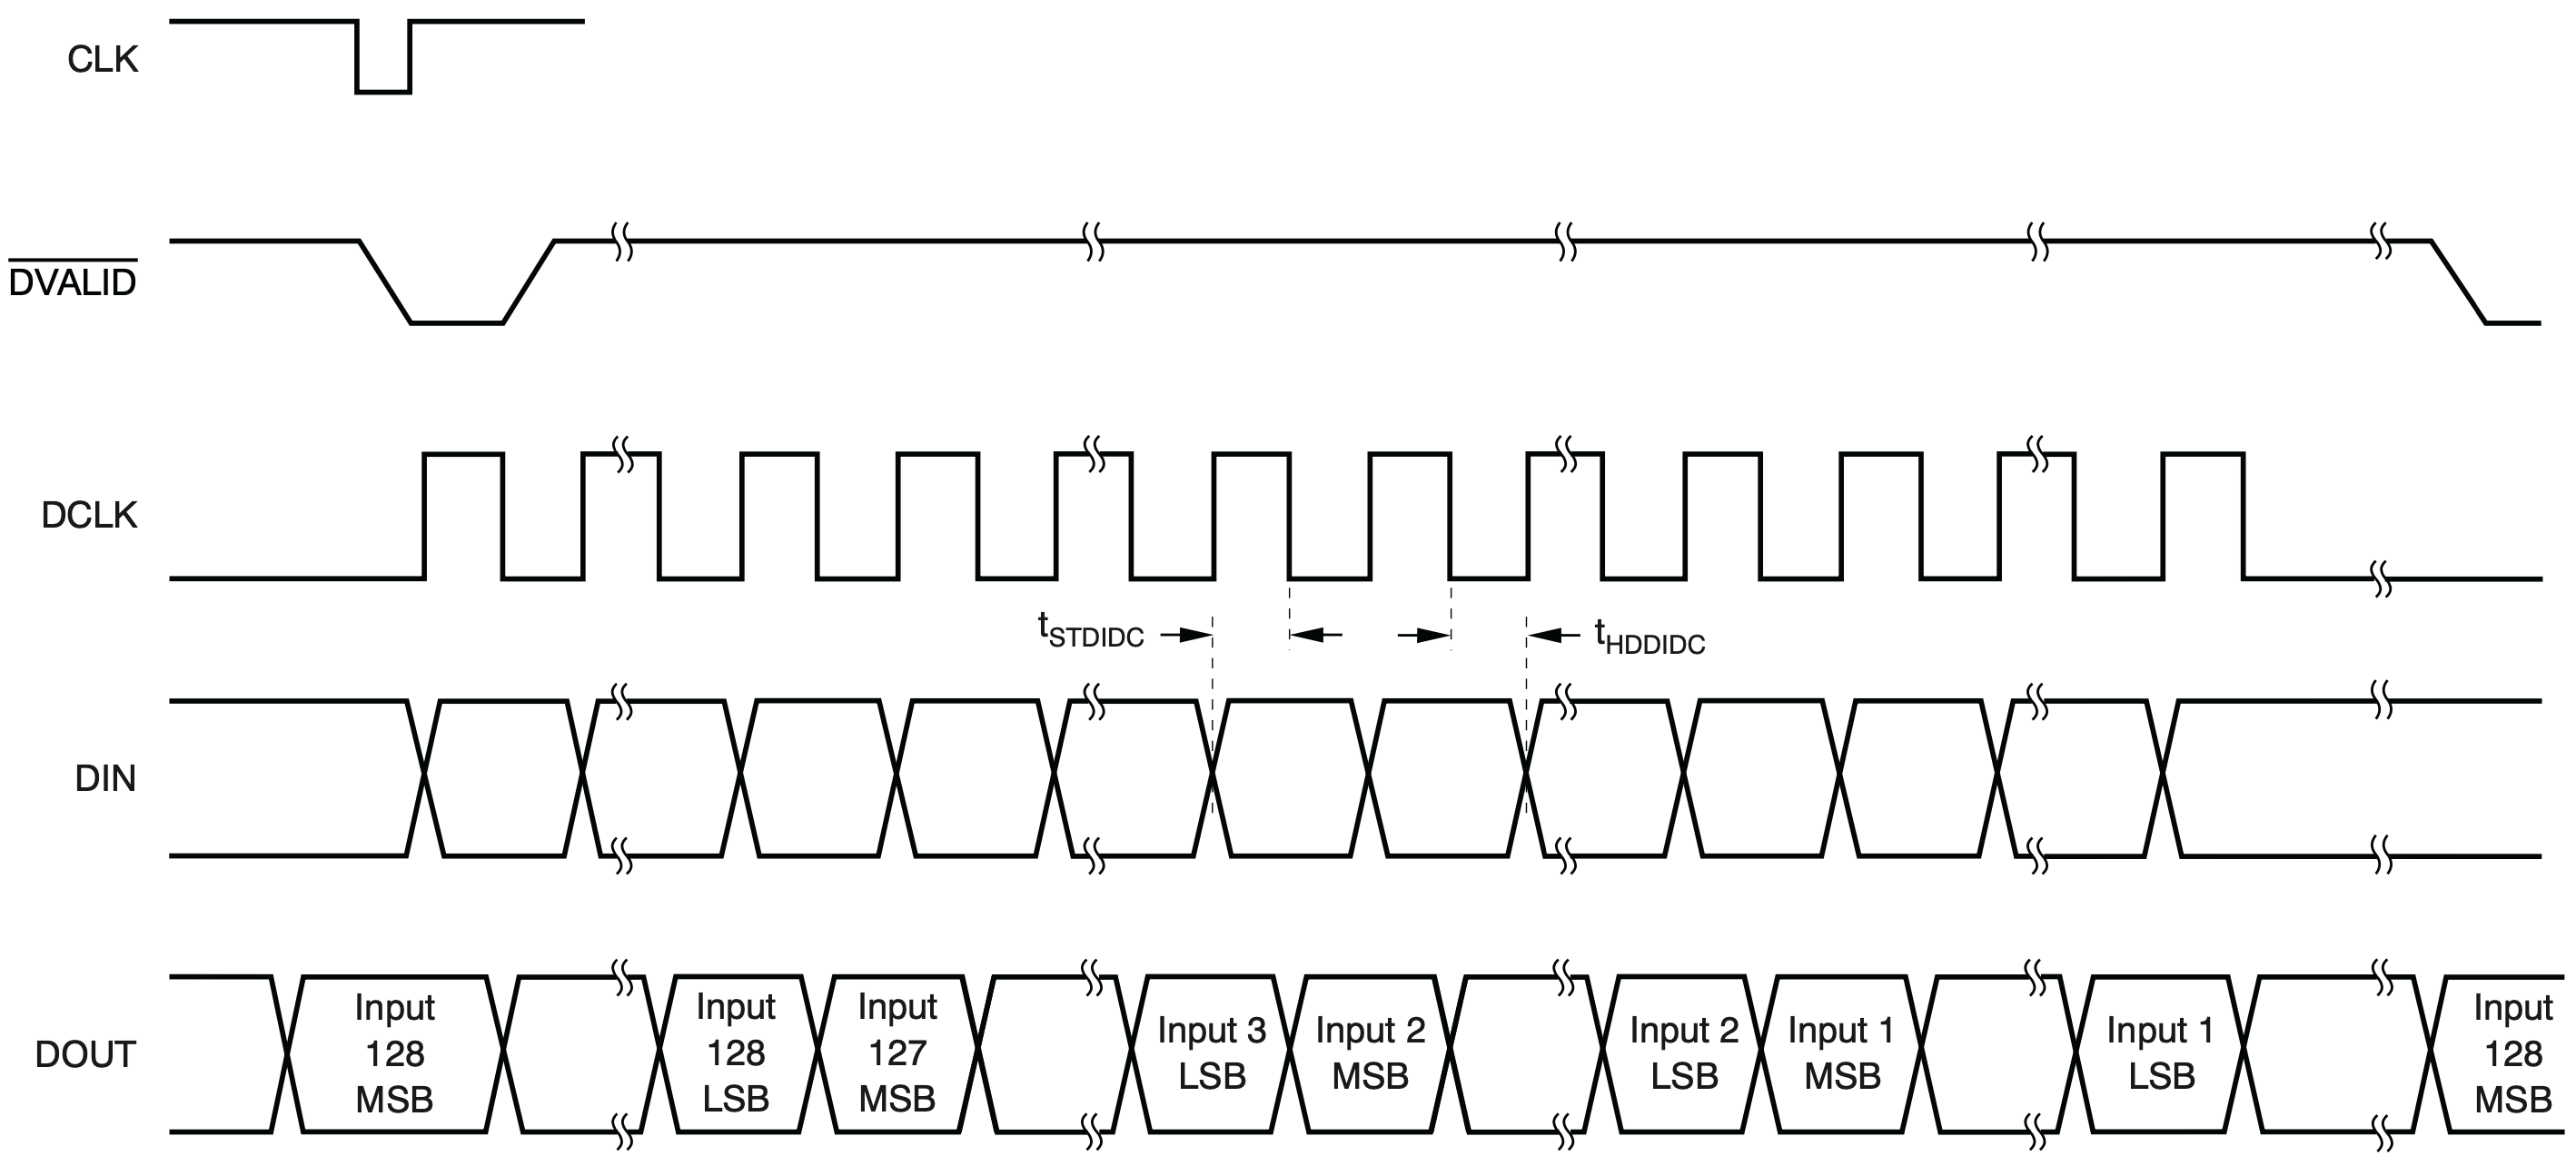 CLK
DVALID
DCLK
tSTDIDC
tHDDIDC
DIN
DOUT
Input
128
MSB
Input
128
LSB
Input
127
MSB
Input 3
LSB
Input 2
MSB
Input 2
LSB
Input 1
MSB
Input 1
LSB
Input
128
MSB